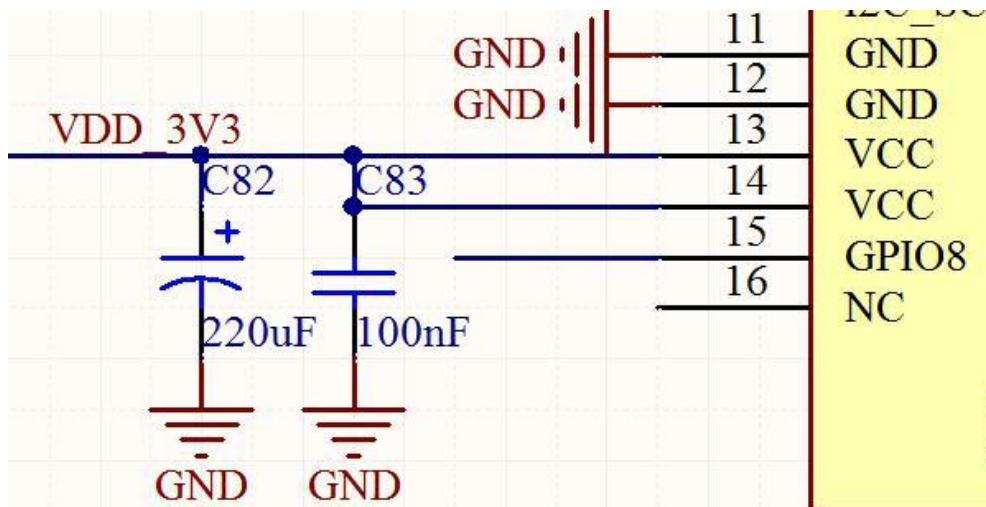 11
GND GND
12
GND GND
VDD_3V3 13
VCC
C82 C83 14
VCC
+ 15
GPIO8
16
NC
220uF 100nF
GND GND